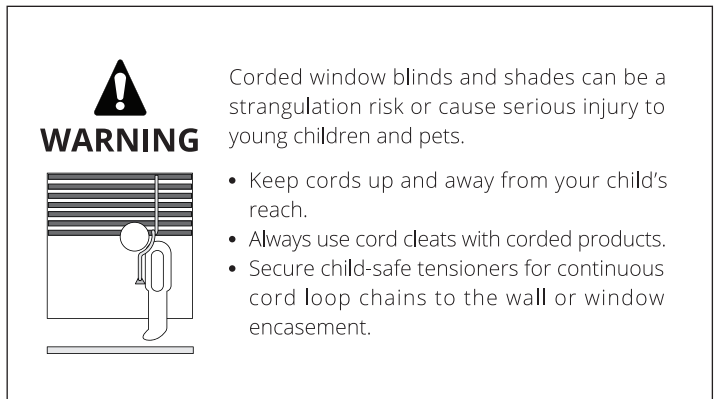 WARNING
Corded window blinds and shades can be a
strangulation risk or cause serious injury to
young children and pets.
• Keep cords up and away from your child's
reach.
• Always use cord cleats with corded products.
• Secure child-safe tensioners for continuous
cord loop chains to the wall or window
encasement.